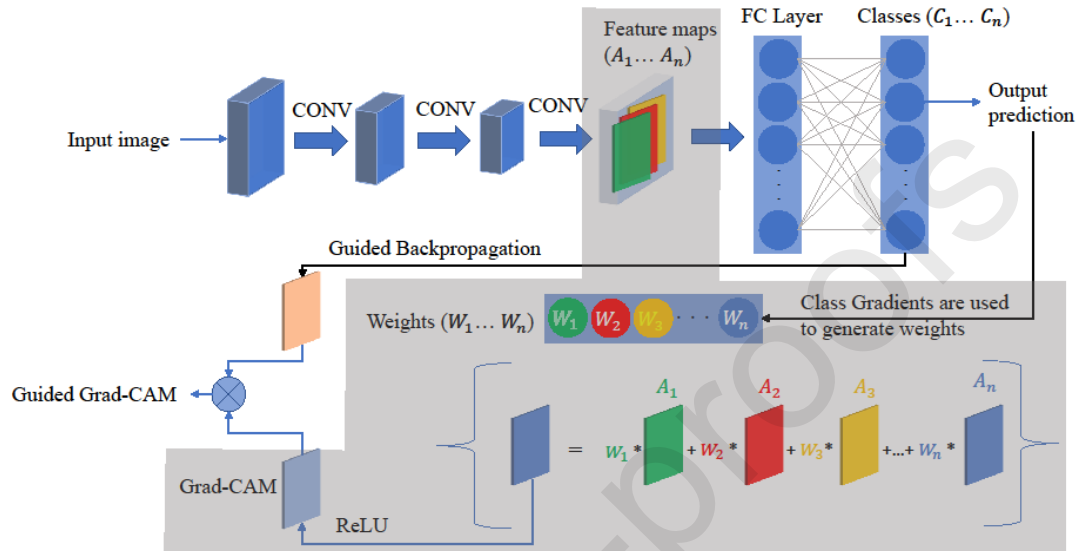 FC Layer
Classes (C₁… Cₙ)
Feature maps
(A₁… Aₙ)
CONV
CONV
CONV
Input image
Output
prediction
Guided Backpropagation
Weights (W₁… Wₙ)
W₁ W₂ W₃ · · · Wₙ
Class Gradients are used
to generate weights
Guided Grad-CAM
A₁ A₂ A₃ Aₙ
= W₁ * + W₂ * + W₃ * +...+ Wₙ *
Grad-CAM
ReLU
proofs